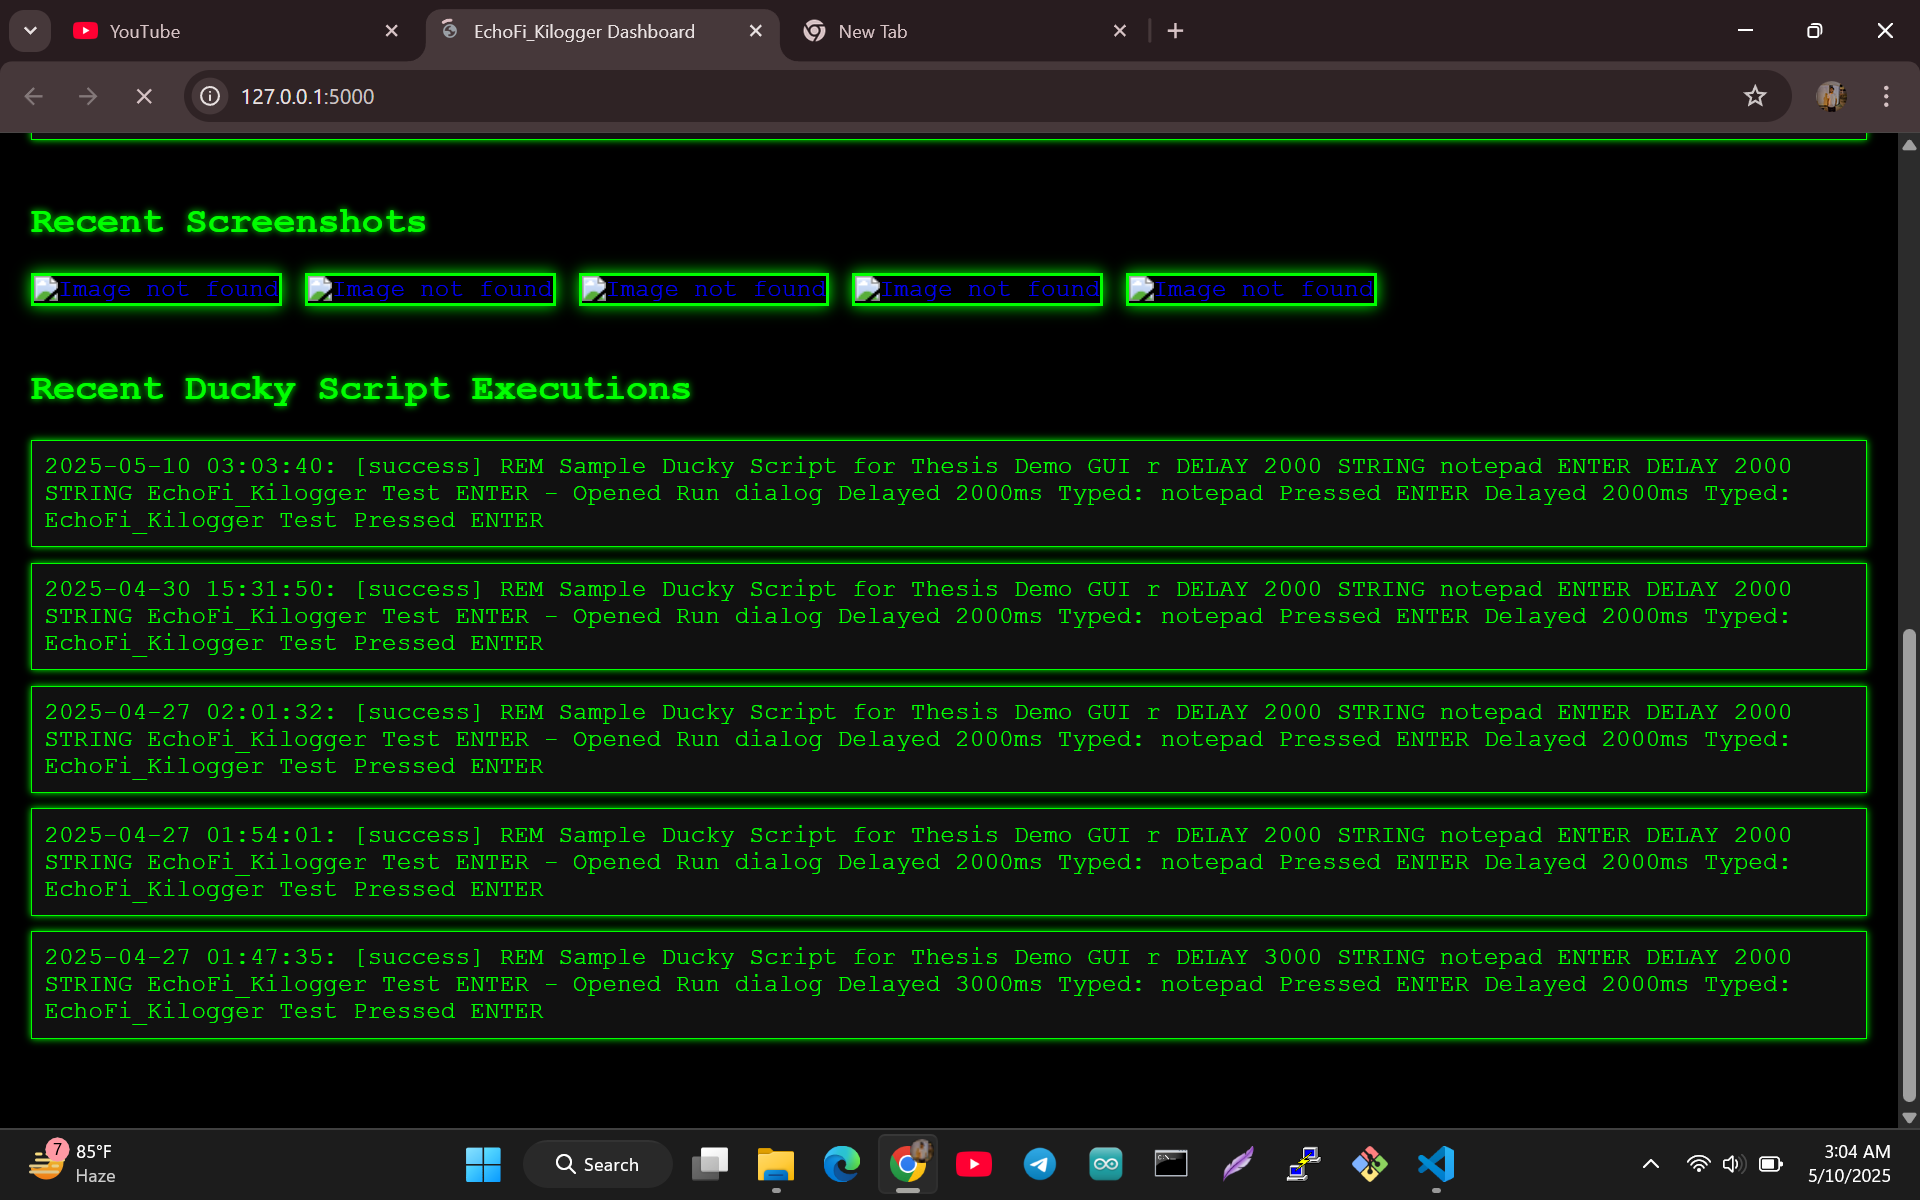 YouTube
EchoFi_Kilogger Dashboard
New Tab
127.0.0.1:5000
Recent Screenshots
Image not found Image not found Image not found Image not found Image not found
Recent Ducky Script Executions
2025-05-10 03:03:40: [success] REM Sample Ducky Script for Thesis Demo GUI r DELAY 2000 STRING notepad ENTER DELAY 2000
STRING EchoFi_Kilogger Test ENTER - Opened Run dialog Delayed 2000ms Typed: notepad Pressed ENTER Delayed 2000ms Typed:
EchoFi_Kilogger Test Pressed ENTER
2025-04-30 15:31:50: [success] REM Sample Ducky Script for Thesis Demo GUI r DELAY 2000 STRING notepad ENTER DELAY 2000
STRING EchoFi_Kilogger Test ENTER - Opened Run dialog Delayed 2000ms Typed: notepad Pressed ENTER Delayed 2000ms Typed:
EchoFi_Kilogger Test Pressed ENTER
2025-04-27 02:01:32: [success] REM Sample Ducky Script for Thesis Demo GUI r DELAY 2000 STRING notepad ENTER DELAY 2000
STRING EchoFi_Kilogger Test ENTER - Opened Run dialog Delayed 2000ms Typed: notepad Pressed ENTER Delayed 2000ms Typed:
EchoFi_Kilogger Test Pressed ENTER
2025-04-27 01:54:01: [success] REM Sample Ducky Script for Thesis Demo GUI r DELAY 2000 STRING notepad ENTER DELAY 2000
STRING EchoFi_Kilogger Test ENTER - Opened Run dialog Delayed 2000ms Typed: notepad Pressed ENTER Delayed 2000ms Typed:
EchoFi_Kilogger Test Pressed ENTER
2025-04-27 01:47:35: [success] REM Sample Ducky Script for Thesis Demo GUI r DELAY 3000 STRING notepad ENTER DELAY 2000
STRING EchoFi_Kilogger Test ENTER - Opened Run dialog Delayed 3000ms Typed: notepad Pressed ENTER Delayed 2000ms Typed:
EchoFi_Kilogger Test Pressed ENTER
7
85°F
Haze
Search
3:04 AM
5/10/2025